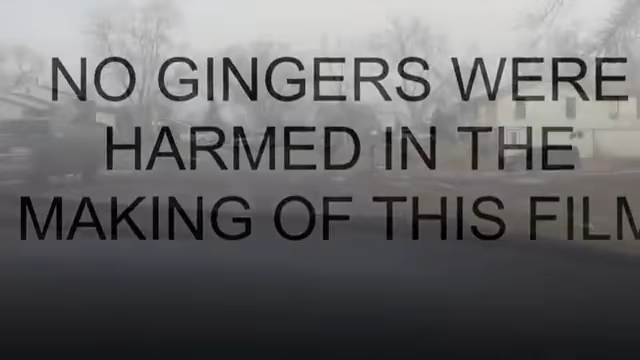 NO GINGERS WERE
HARMED IN THE
MAKING OF THIS FILM